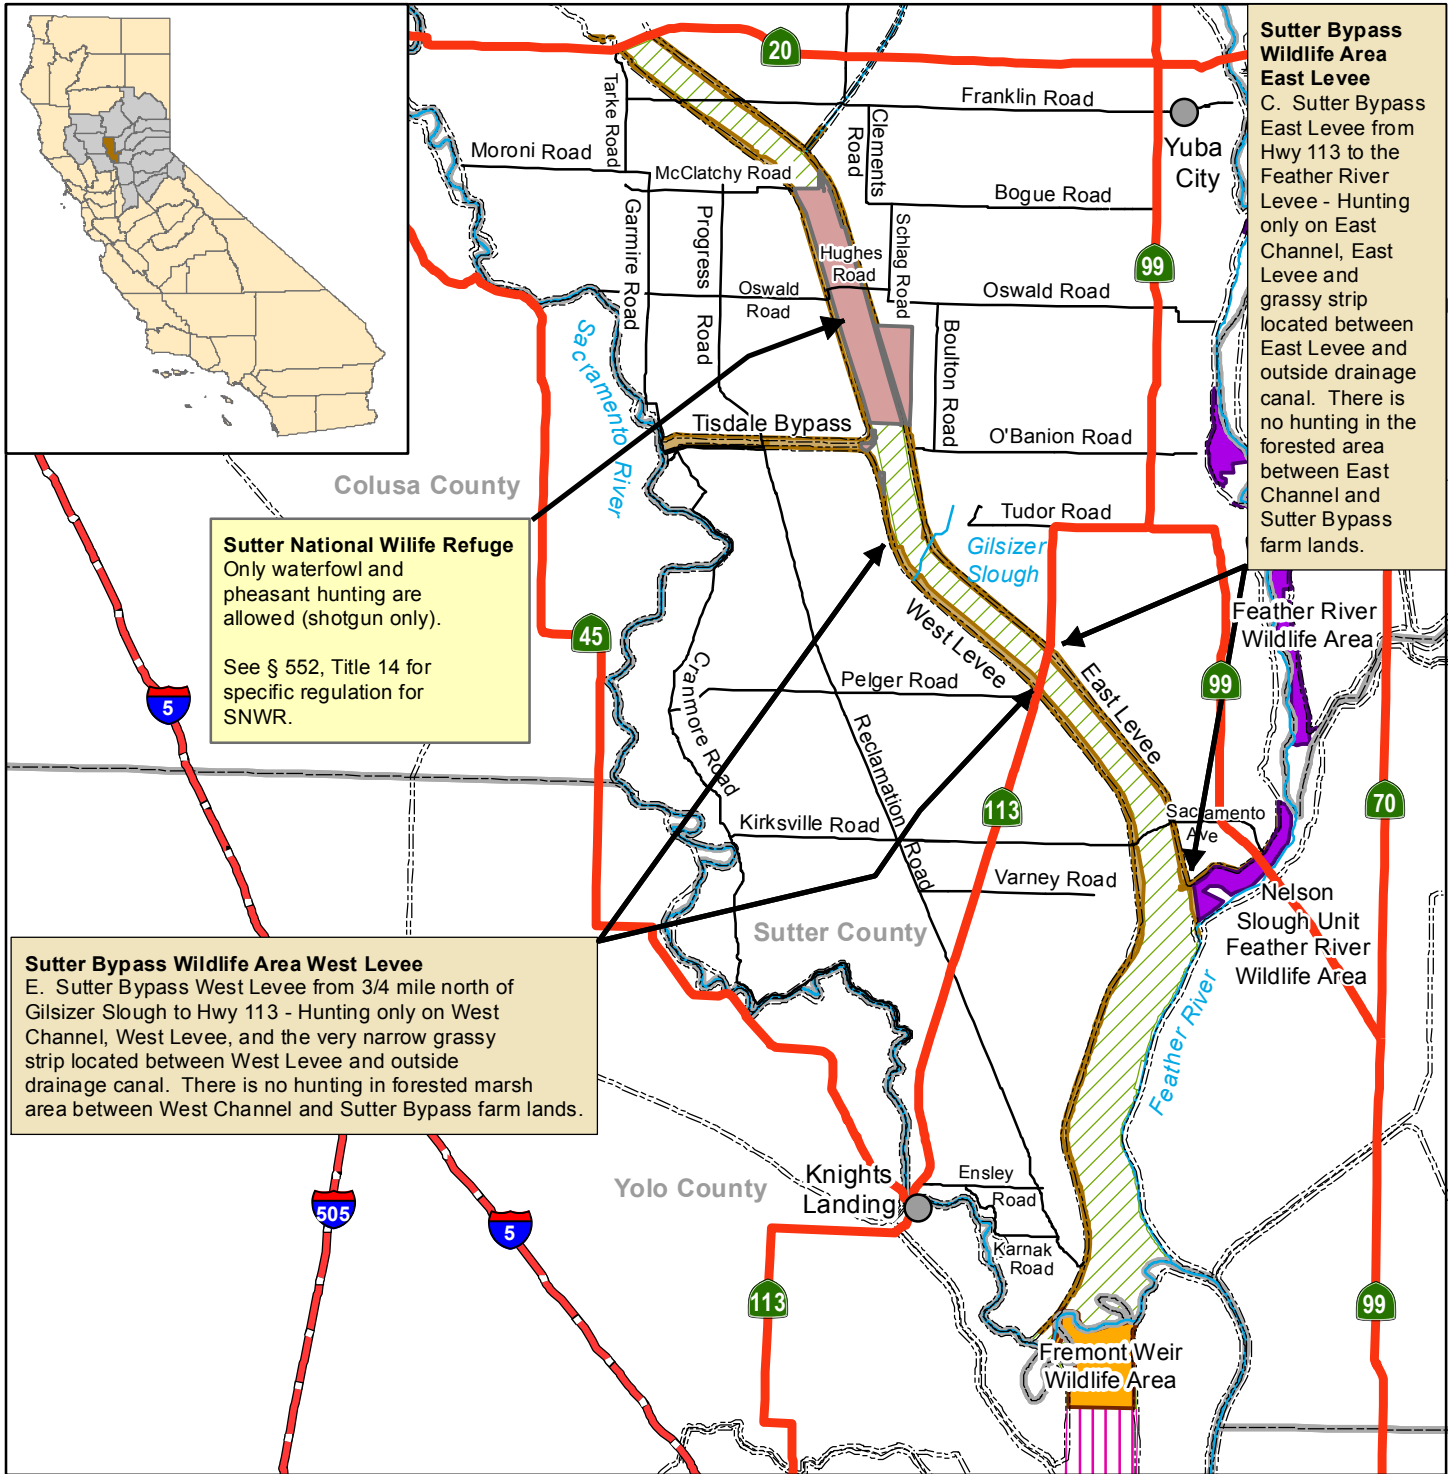 20
Franklin Road
Tarke Road
Clements
Road
Yuba
City
Moroni Road
McClatchy Road
Bogue Road
Garmire Road
Progress
Road
Schlag Road
Hughes
Road
99
Oswald
Road
Oswald Road
Sacramento River
Boulton Road
Tisdale Bypass
O'Banion Road
Colusa County
Tudor Road
Gilsizer
Slough
Sutter Bypass
Wildlife Area
East Levee
C. Sutter Bypass
East Levee from
Hwy 113 to the
Feather River
Levee - Hunting
only on East
Channel, East
Levee and
grassy strip
located between
East Levee and
outside drainage
canal. There is
no hunting in the
forested area
between East
Channel and
Sutter Bypass
farm lands.
Sutter National Wilife Refuge
Only waterfowl and
pheasant hunting are
allowed (shotgun only).
See § 552, Title 14 for
specific regulation for
SNWR.
45
5
West Levee
East Levee
Feather River
Wildlife Area
99
Cranmore Road
Pelger Road
Reclamation
Road
113
70
Sacramento
Ave
Kirksville Road
Varney Road
Nelson
Slough Unit
Feather River
Wildlife Area
Sutter County
Sutter Bypass Wildlife Area West Levee
E. Sutter Bypass West Levee from 3/4 mile north of
Gilsizer Slough to Hwy 113 - Hunting only on West
Channel, West Levee, and the very narrow grassy
strip located between West Levee and outside
drainage canal. There is no hunting in forested marsh
area between West Channel and Sutter Bypass farm lands.
Feather River
Yolo County
Knights
Landing
Ensley
Road
505
5
Karnak
Road
113
99
Fremont Weir
Wildlife Area